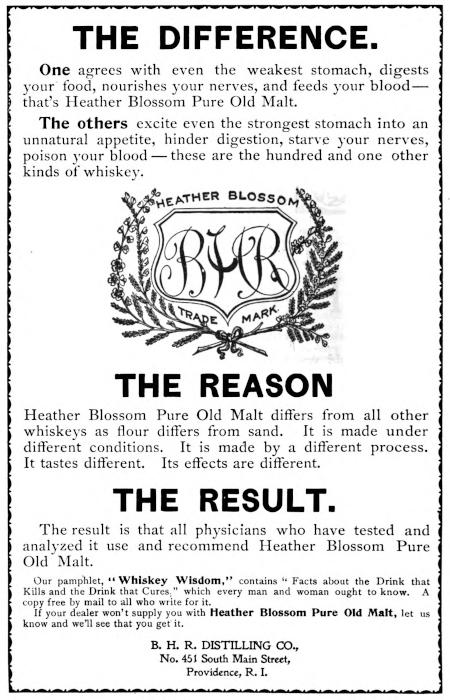 THE DIFFERENCE.
One agrees with even the weakest stomach, digests
your food, nourishes your nerves, and feeds your blood—
that's Heather Blossom Pure Old Malt.
The others excite even the strongest stomach into an
unnatural appetite, hinder digestion, starve your nerves,
poison your blood — these are the hundred and one other
kinds of whiskey.
HEATHER BLOSSOM
BHR
TRADE MARK.
THE REASON
Heather Blossom Pure Old Malt differs from all other
whiskeys as flour differs from sand. It is made under
different conditions. It is made by a different process.
It tastes different. Its effects are different.
THE RESULT.
The result is that all physicians who have tested and
analyzed it use and recommend Heather Blossom Pure
Old Malt.
Our pamphlet, "Whiskey Wisdom," contains "Facts about the Drink that
Kills and the Drink that Cures," which every man and woman ought to know. A
copy free by mail to all who write for it.
If your dealer won't supply you with Heather Blossom Pure Old Malt, let us
know and we'll see that you get it.
B. H. R. DISTILLING CO.,
No. 451 South Main Street,
Providence, R. I.